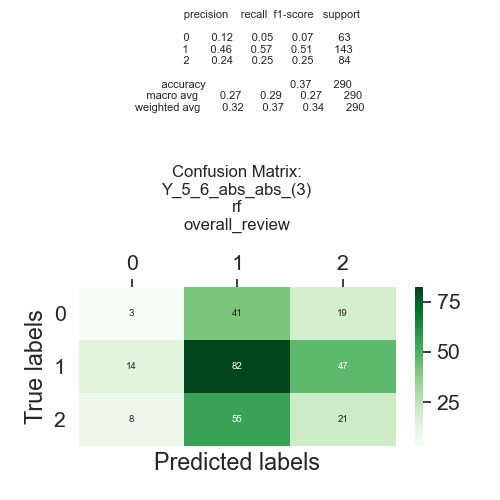 precision recall f1-score support
0 0.12 0.05 0.07 63
1 0.46 0.57 0.51 143
2 0.24 0.25 0.25 84
accuracy 0.37 290
macro avg 0.27 0.29 0.27 290
weighted avg 0.32 0.37 0.34 290
Confusion Matrix:
Y_5_6_abs_abs_(3)
rf
overall_review
0 1 2
0 3 41 19
1 14 82 47
2 8 55 21
True labels
Predicted labels
75
50
25